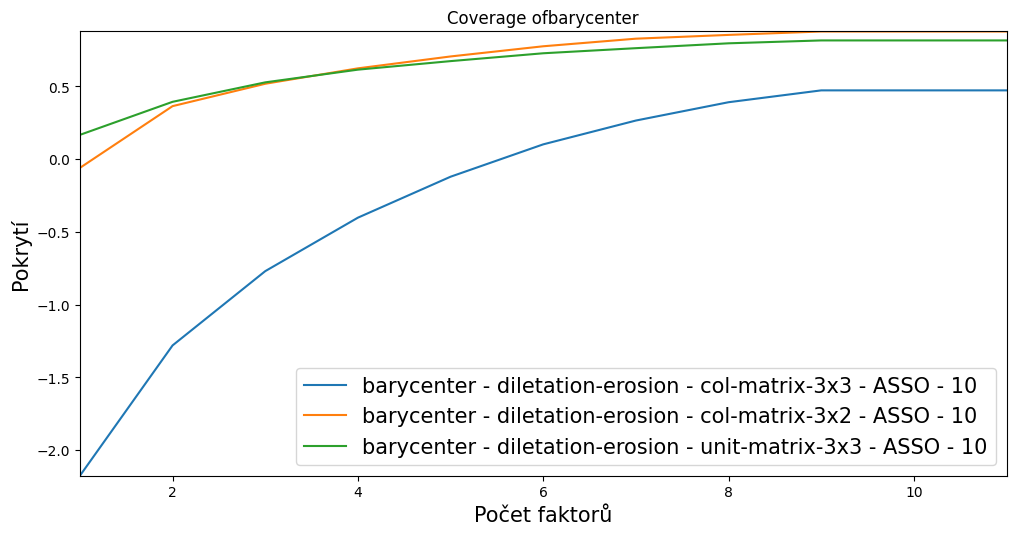 Coverage ofbarycenter
Pokrytí
0.5
0.0
−0.5
−1.0
−1.5
−2.0
barycenter - diletation-erosion - col-matrix-3x3 - ASSO - 10
barycenter - diletation-erosion - col-matrix-3x2 - ASSO - 10
barycenter - diletation-erosion - unit-matrix-3x3 - ASSO - 10
2 4 6 8 10
Počet faktorů